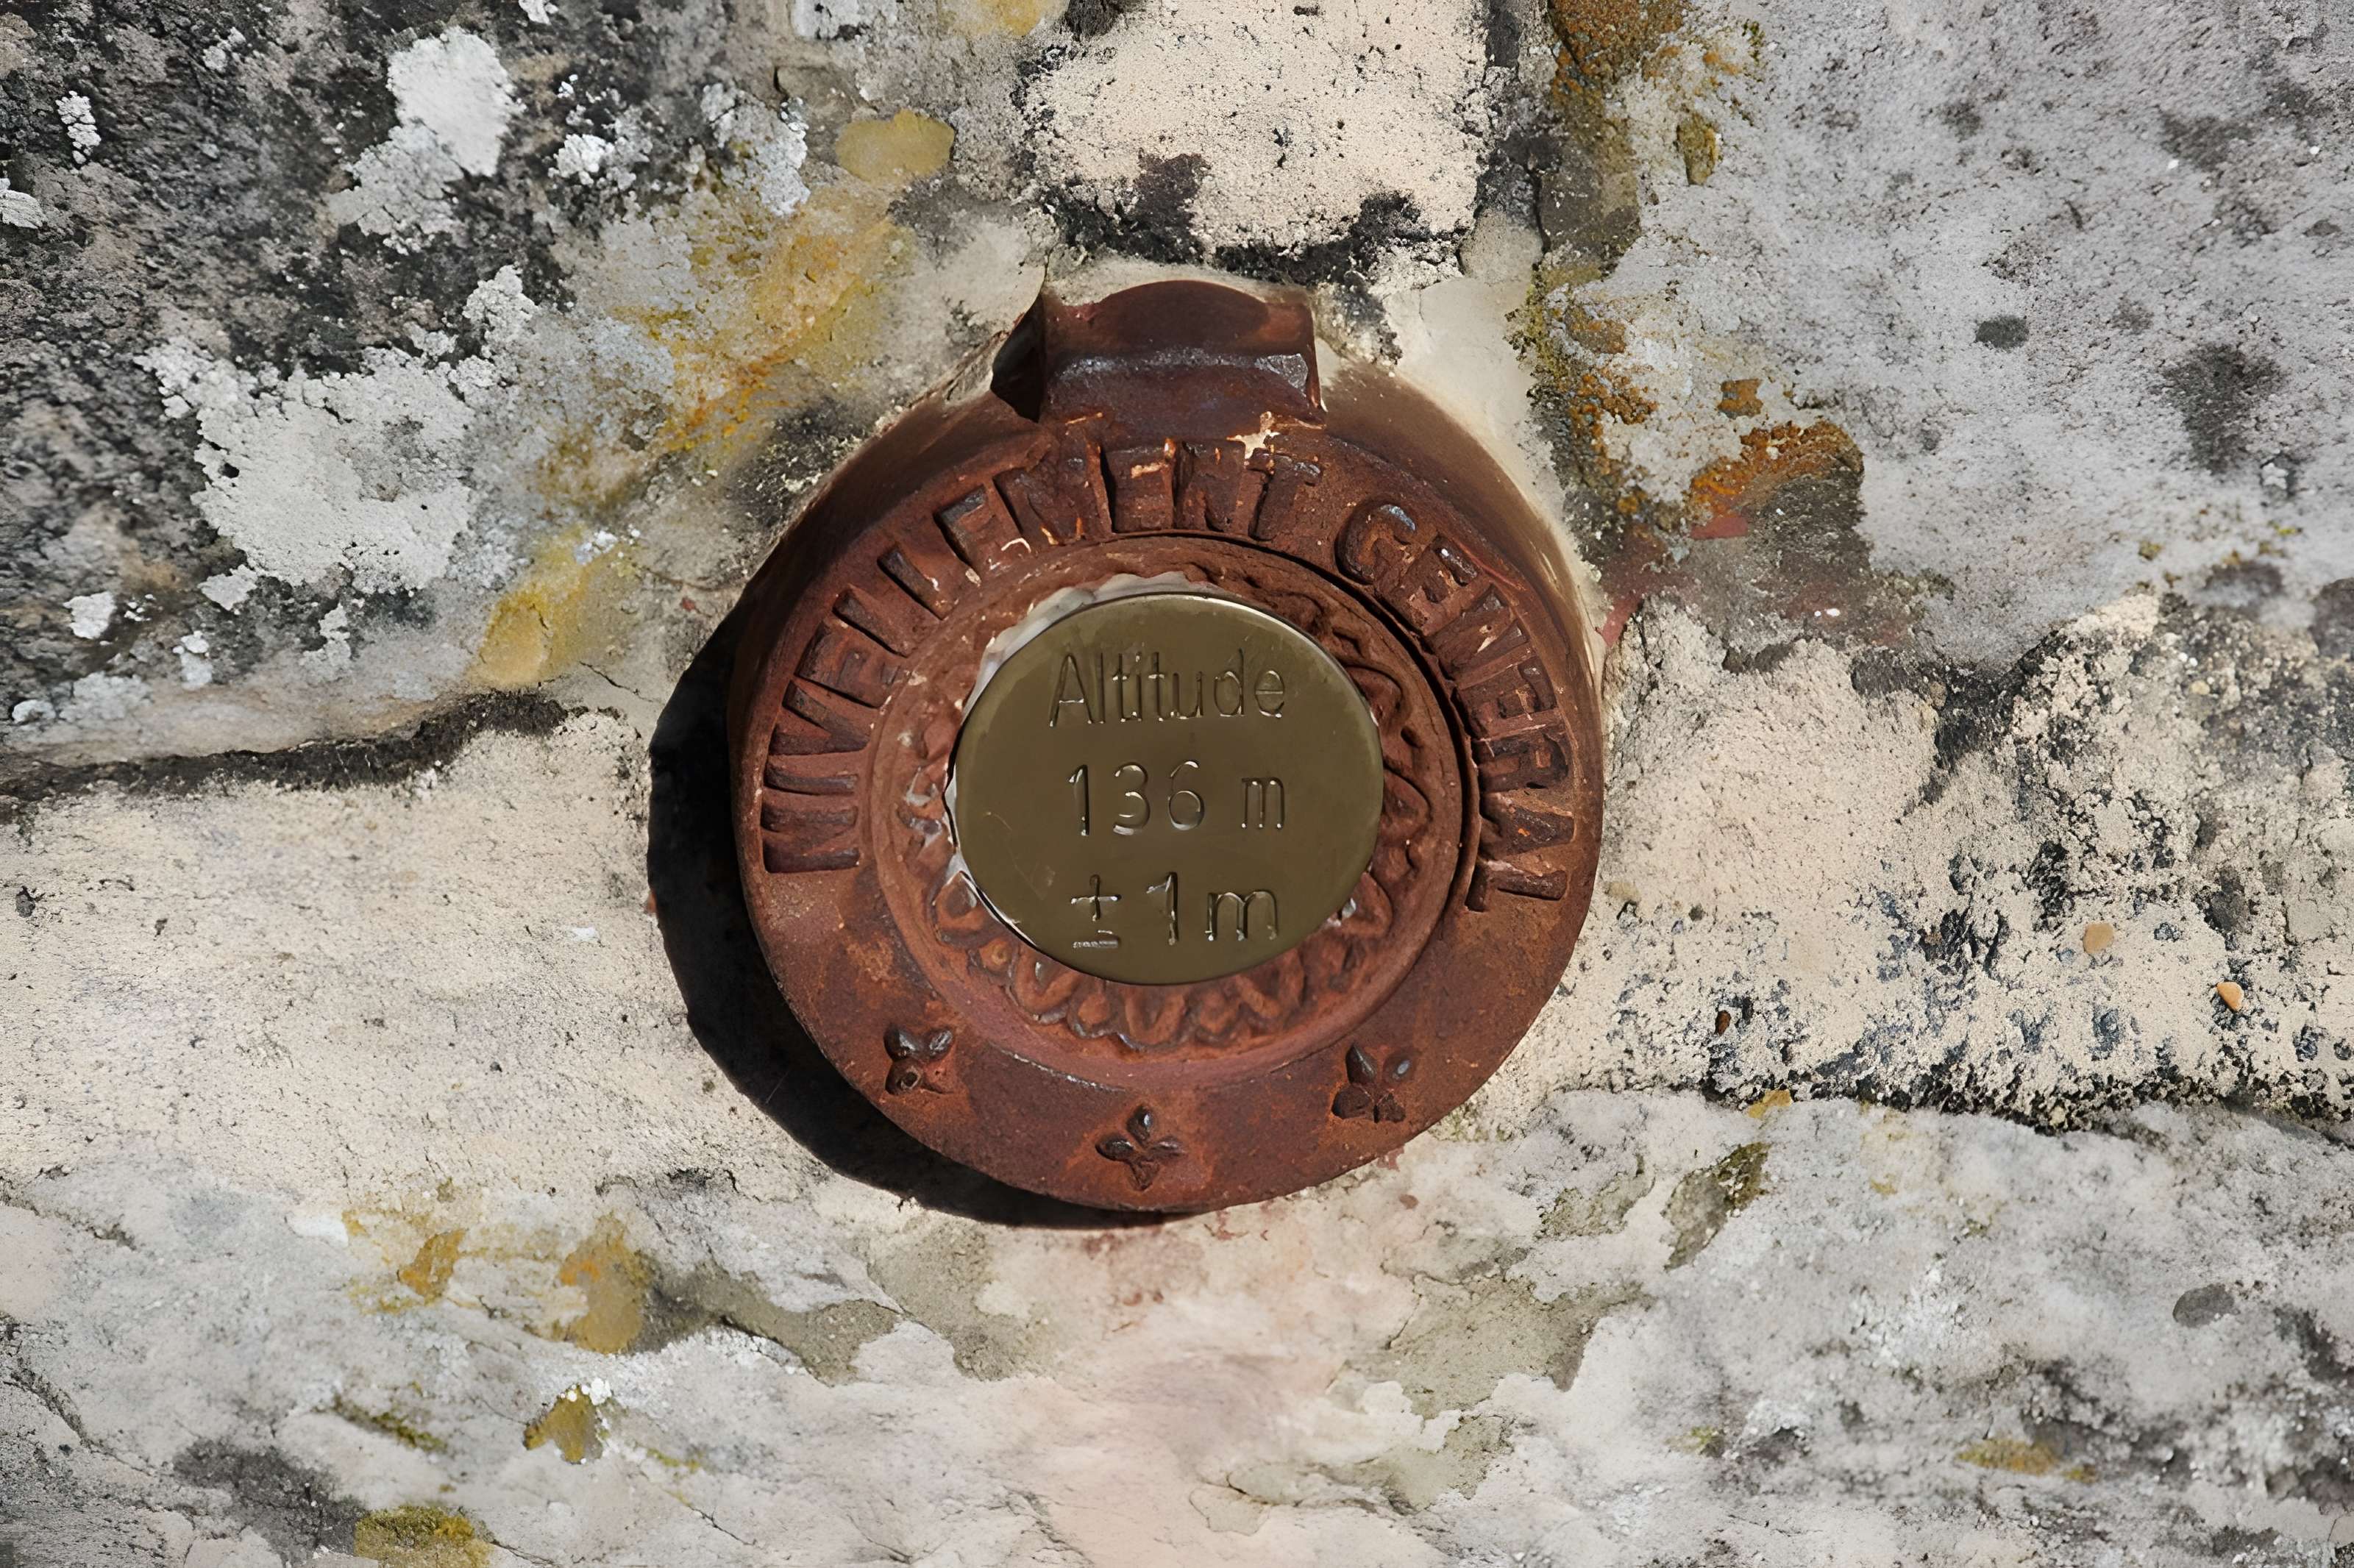 NIVELLEMENT GENERAL
Altitude
136 m
± 1m